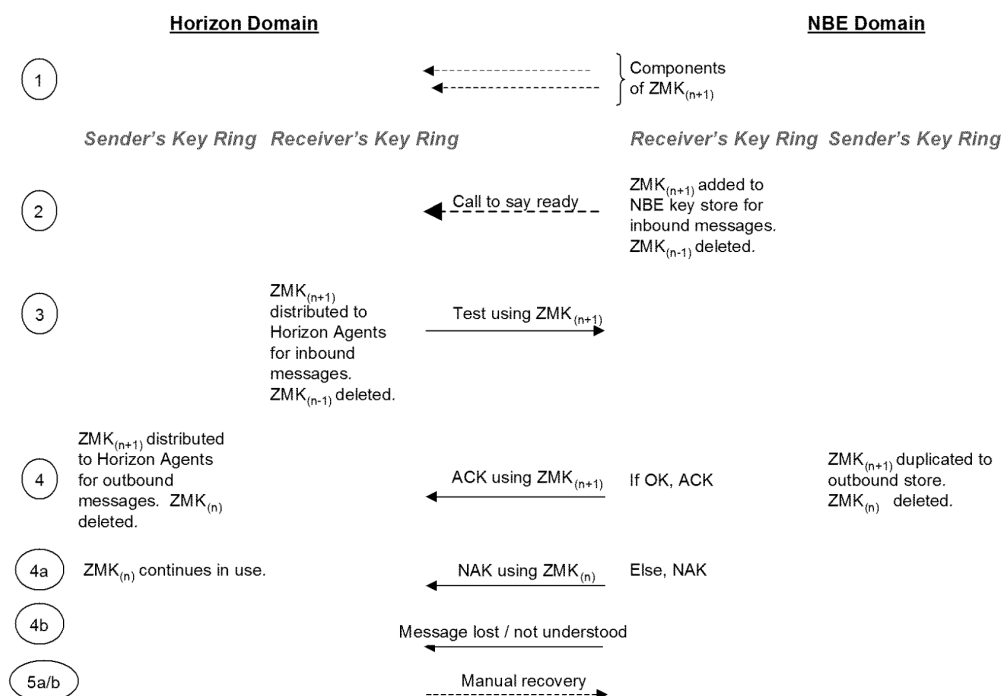 Horizon Domain
NBE Domain
1
Components
of ZMK(n+1)
Sender's Key Ring
Receiver's Key Ring
Receiver's Key Ring
Sender's Key Ring
2
Call to say ready
ZMK(n+1) added to
NBE key store for
inbound messages.
ZMK(n-1) deleted.
3
ZMK(n+1)
distributed to
Horizon Agents
for inbound
messages.
ZMK(n-1) deleted.
Test using ZMK(n+1)
4
ZMK(n+1) distributed
to Horizon Agents
for outbound
messages. ZMK(n)
deleted.
ACK using ZMK(n+1)
If OK, ACK
ZMK(n+1) duplicated to
outbound store.
ZMK(n) deleted.
4a
ZMK(n) continues in use.
NAK using ZMK(n)
Else, NAK
4b
Message lost / not understood
5a/b
Manual recovery